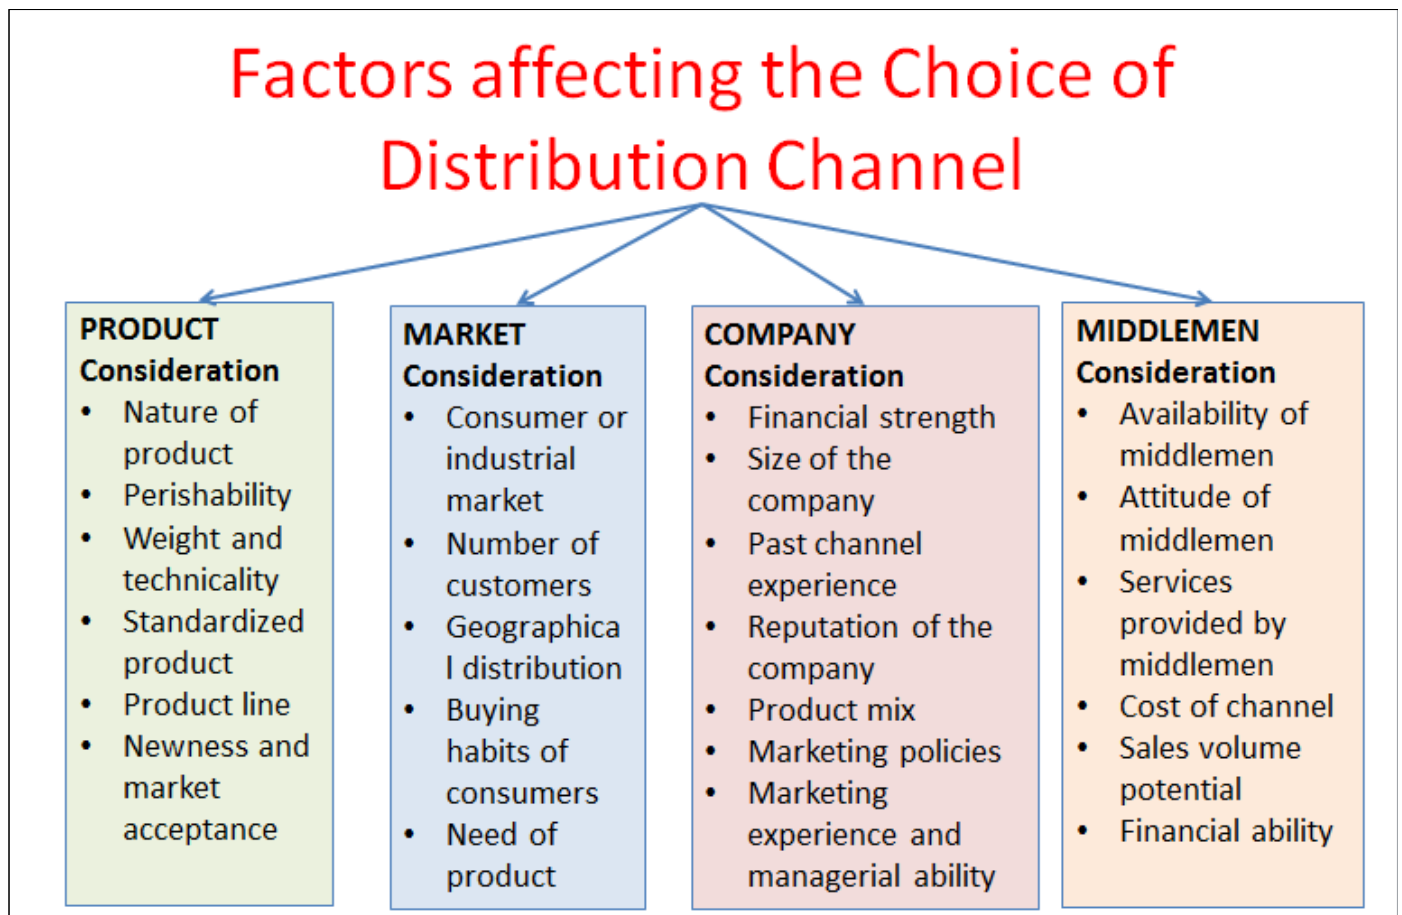 Factors affecting the Choice of
Distribution Channel
PRODUCT
Consideration
• Nature of
product
• Perishability
• Weight and
technicality
• Standardized
product
• Product line
• Newness and
market
acceptance
MARKET
Consideration
• Consumer or
industrial
market
• Number of
customers
• Geographica
l distribution
• Buying
habits of
consumers
• Need of
product
COMPANY
Consideration
• Financial strength
• Size of the
company
• Past channel
experience
• Reputation of the
company
• Product mix
• Marketing policies
• Marketing
experience and
managerial ability
MIDDLEMEN
Consideration
• Availability of
middlemen
• Attitude of
middlemen
• Services
provided by
middlemen
• Cost of channel
• Sales volume
potential
• Financial ability